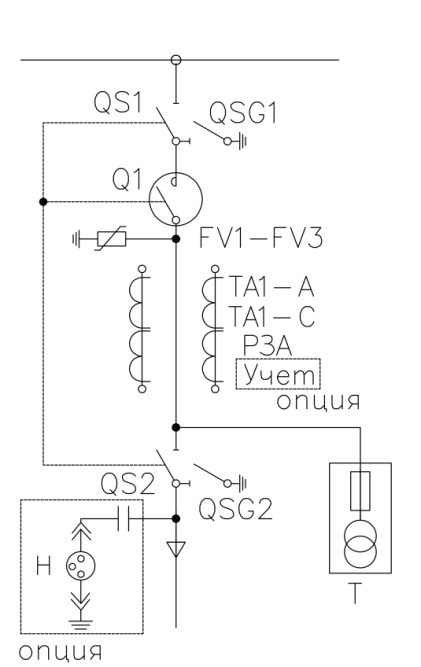 QS1
QSG1
Q1
FV1-FV3
TA1-A
TA1-C
РЗА
Учет
опция
QS2
QSG2
H
T
опция